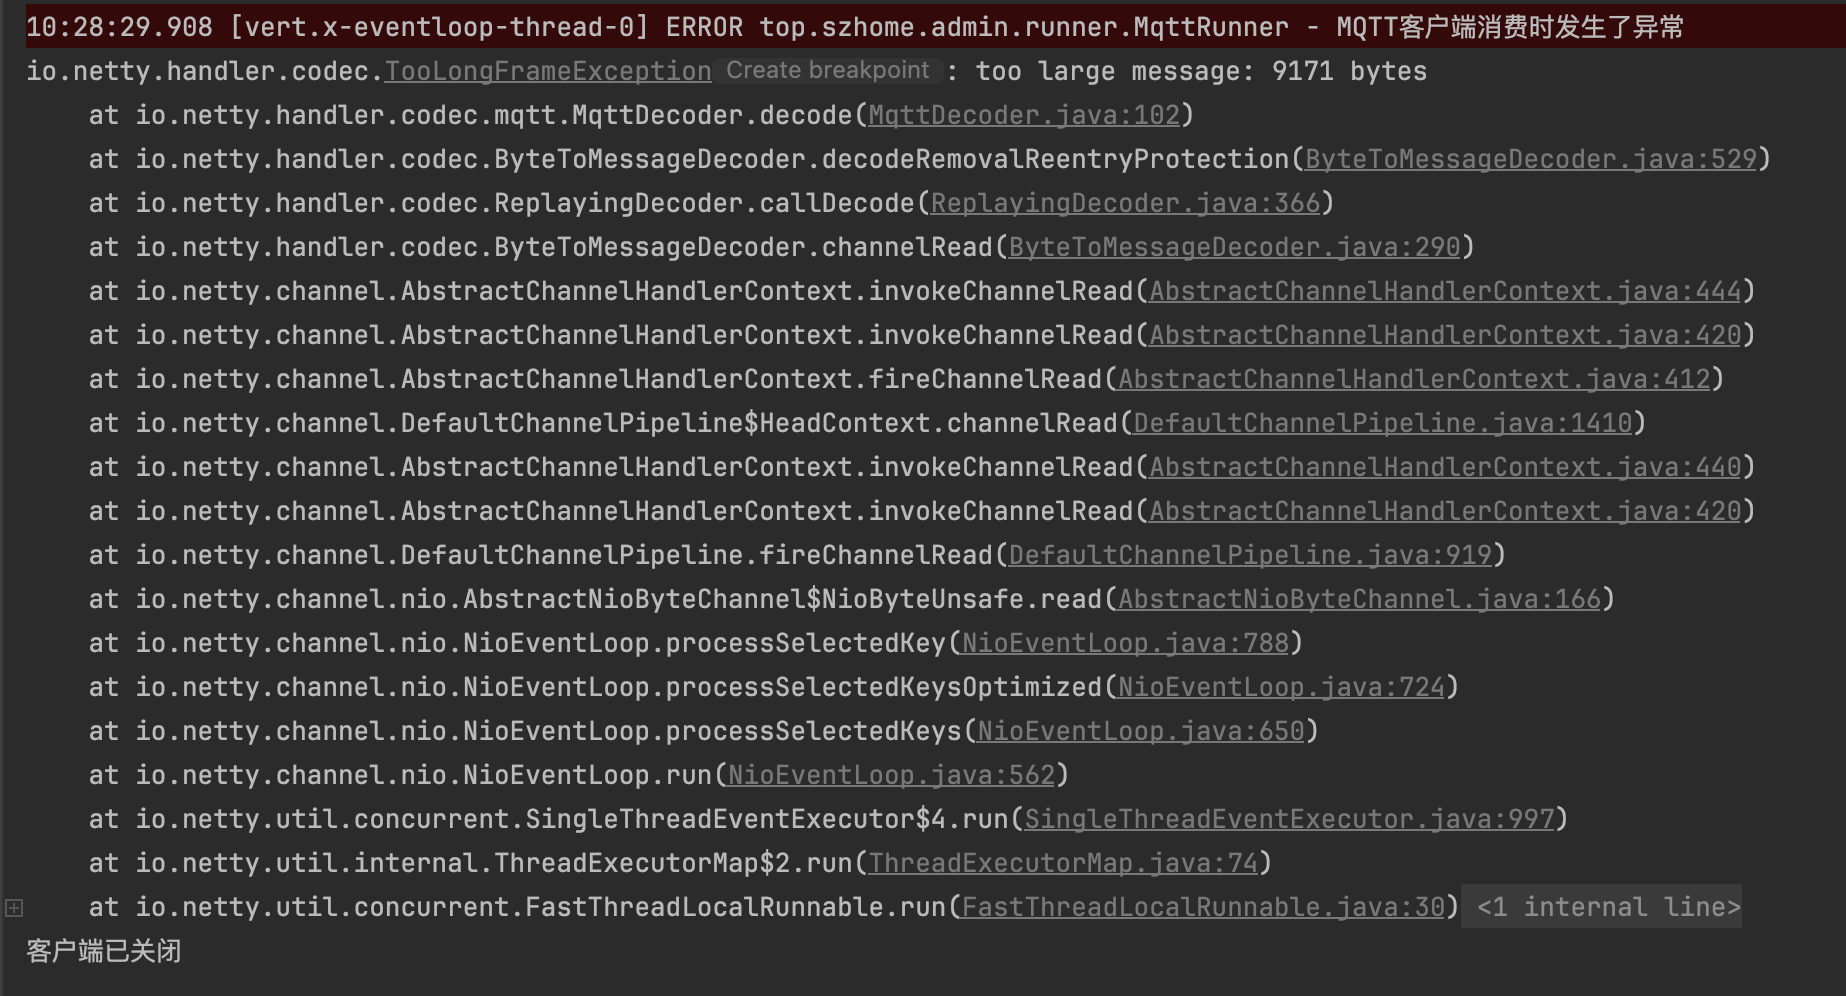 10:28:29.908 [vert.x-eventloop-thread-0] ERROR top.szhome.admin.runner.MqttRunner - MQTT客户端消费时发生了异常
io.netty.handler.codec.TooLongFrameException Create breakpoint : too large message: 9171 bytes
at io.netty.handler.codec.mqtt.MqttDecoder.decode(MqttDecoder.java:102)
at io.netty.handler.codec.ByteToMessageDecoder.decodeRemovalReentryProtection(ByteToMessageDecoder.java:529)
at io.netty.handler.codec.ReplayingDecoder.callDecode(ReplayingDecoder.java:366)
at io.netty.handler.codec.ByteToMessageDecoder.channelRead(ByteToMessageDecoder.java:290)
at io.netty.channel.AbstractChannelHandlerContext.invokeChannelRead(AbstractChannelHandlerContext.java:444)
at io.netty.channel.AbstractChannelHandlerContext.invokeChannelRead(AbstractChannelHandlerContext.java:420)
at io.netty.channel.AbstractChannelHandlerContext.fireChannelRead(AbstractChannelHandlerContext.java:412)
at io.netty.channel.DefaultChannelPipeline$HeadContext.channelRead(DefaultChannelPipeline.java:1410)
at io.netty.channel.AbstractChannelHandlerContext.invokeChannelRead(AbstractChannelHandlerContext.java:440)
at io.netty.channel.AbstractChannelHandlerContext.invokeChannelRead(AbstractChannelHandlerContext.java:420)
at io.netty.channel.DefaultChannelPipeline.fireChannelRead(DefaultChannelPipeline.java:919)
at io.netty.channel.nio.AbstractNioByteChannel$NioByteUnsafe.read(AbstractNioByteChannel.java:166)
at io.netty.channel.nio.NioEventLoop.processSelectedKey(NioEventLoop.java:788)
at io.netty.channel.nio.NioEventLoop.processSelectedKeysOptimized(NioEventLoop.java:724)
at io.netty.channel.nio.NioEventLoop.processSelectedKeys(NioEventLoop.java:650)
at io.netty.channel.nio.NioEventLoop.run(NioEventLoop.java:562)
at io.netty.util.concurrent.SingleThreadEventExecutor$4.run(SingleThreadEventExecutor.java:997)
at io.netty.util.internal.ThreadExecutorMap$2.run(ThreadExecutorMap.java:74)
at io.netty.util.concurrent.FastThreadLocalRunnable.run(FastThreadLocalRunnable.java:30) <1 internal line>
客户端已关闭